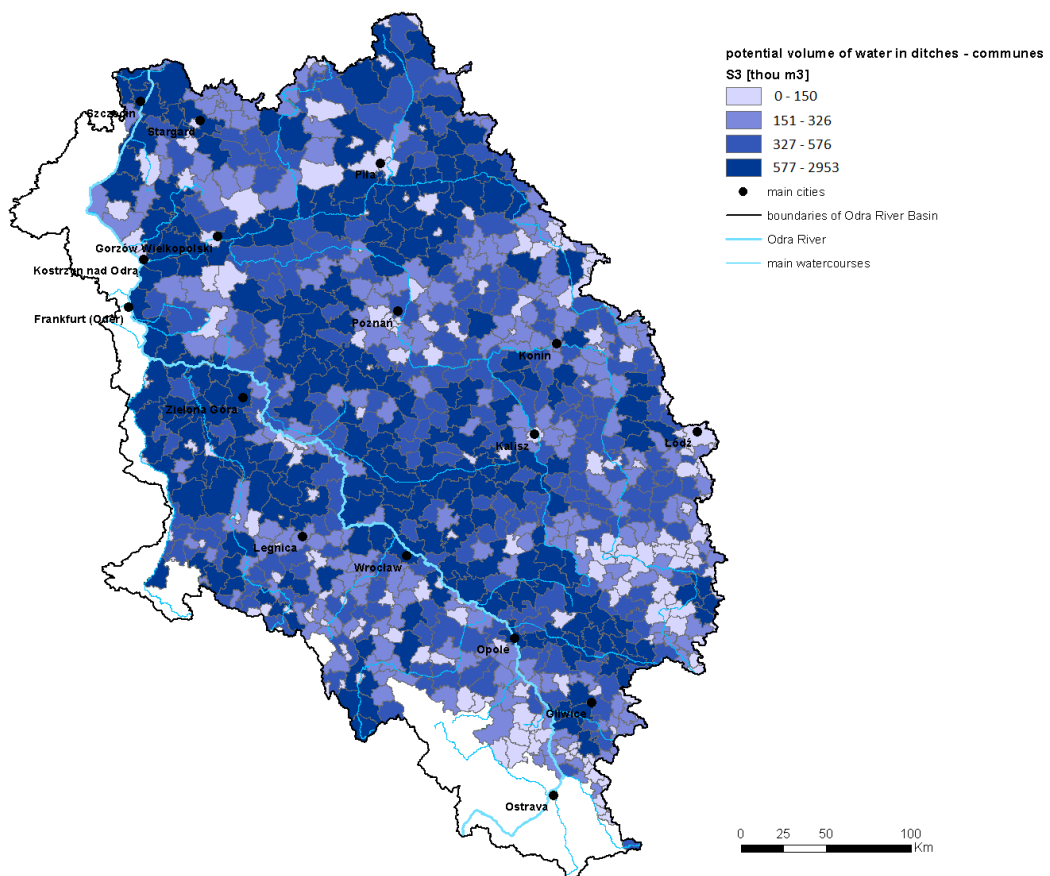 potential volume of water in ditches - communes
S3 [thou m3]
0 - 150
151 - 326
327 - 576
577 - 2953
main cities
boundaries of Odra River Basin
Odra River
main watercourses
Szczecin
Stargard
Piła
Gorzów Wielkopolski
Kostrzyn nad Odrą
Frankfurt (Oder)
Poznań
Konin
Zielona Góra
Kalisz
Łódź
Legnica
Wrocław
Opole
Gliwice
Ostrava
0 25 50 100
Km